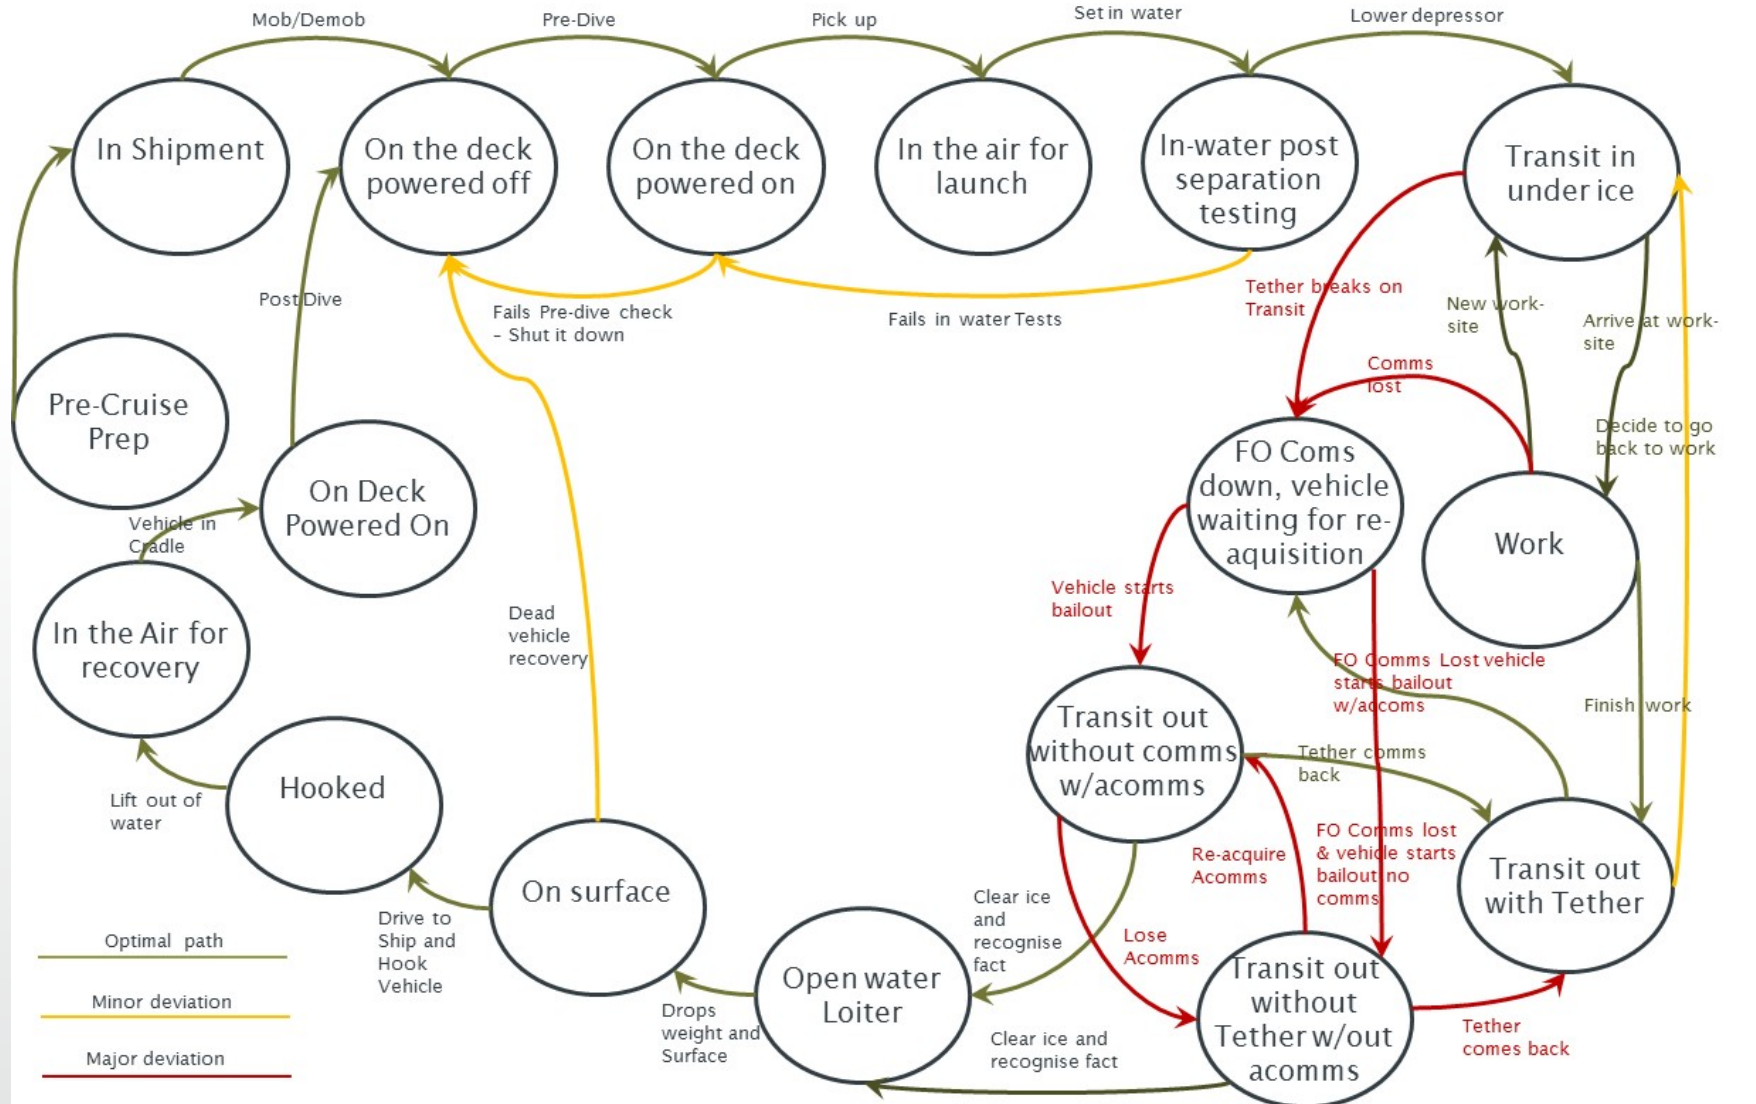 Mob/Demob
Pre-Dive
Pick up
Set in water
Lower depressor
In Shipment
On the deck
powered off
On the deck
powered on
In the air for
launch
In-water post
separation
testing
Transit in
under ice
Post Dive
Fails Pre-dive check
– Shut it down
Fails in water Tests
Tether breaks on
Transit
New work-
site
Arrive at work-
site
Comms
lost
Decide to go
back to work
Pre-Cruise
Prep
On Deck
Powered On
FO Coms
down, vehicle
waiting for re-
aquisition
Work
Vehicle in
Cradle
In the Air for
recovery
Dead
vehicle
recovery
Vehicle starts
bailout
FO Comms Lost vehicle
starts bailout
w/accoms
Finish work
Transit out
without comms
w/acomms
Tether comms
back
Hooked
Lift out of
water
On surface
Re-acquire
Acomms
FO Comms lost
& vehicle starts
bailout no
comms
Transit out
with Tether
Clear ice
and
recognise
fact
Lose
Acomms
Drive to
Ship and
Hook
Vehicle
Open water
Loiter
Transit out
without
Tether w/out
acomms
Drops
weight and
Surface
Clear ice and
recognise fact
Tether
comes back
Optimal path
Minor deviation
Major deviation